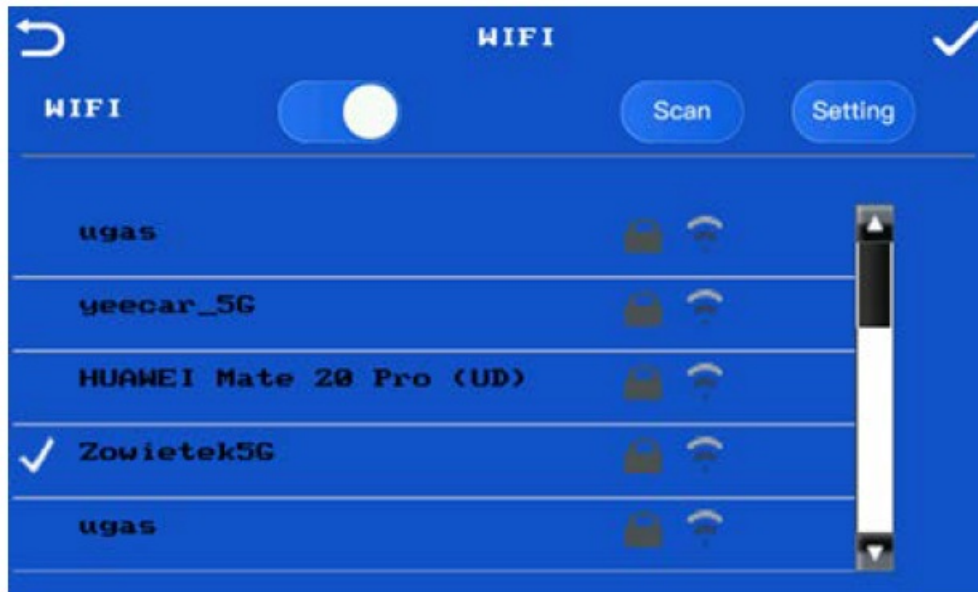 WIFI
WIFI Scan Setting
ugas
yeecar_5G
HUAWEI Mate 20 Pro (UD)
Zowietek5G
ugas